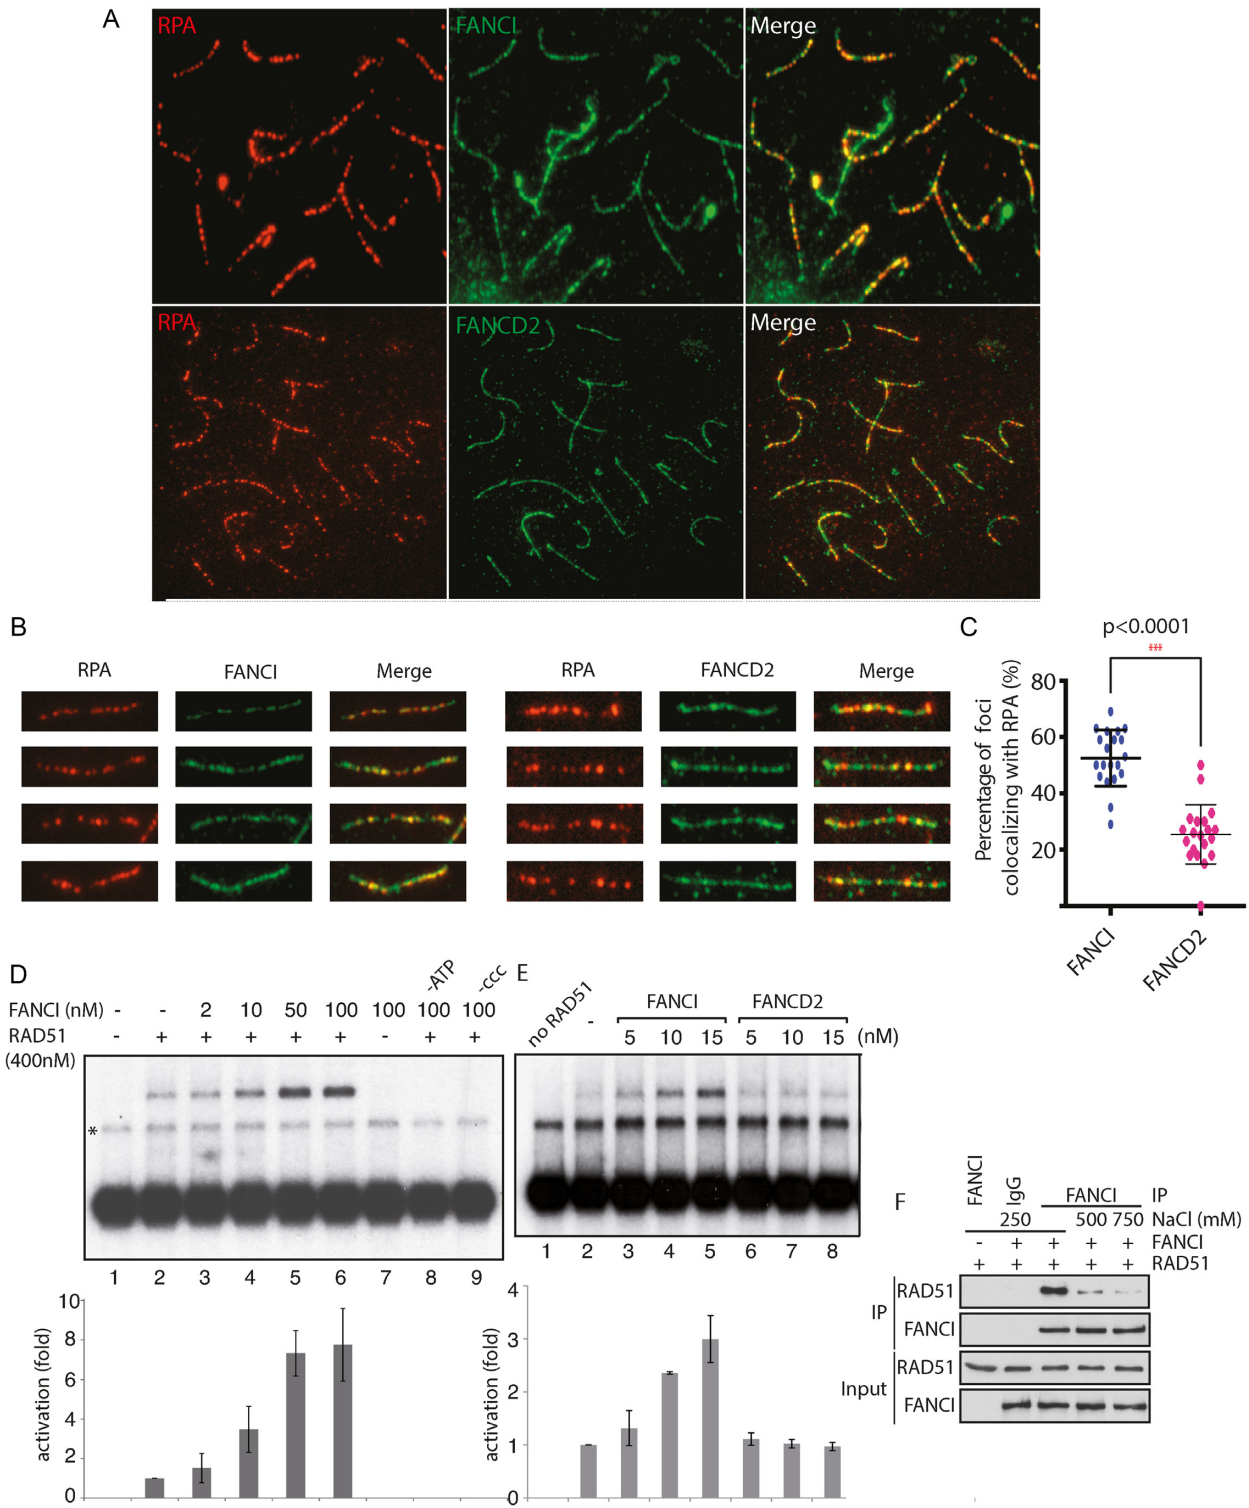 A
RPA
FANCI
Merge
RPA
FANCD2
Merge
B
RPA
FANCI
Merge
RPA
FANCD2
Merge
C
p<0.0001
***
Percentage of foci
colocalizing with RPA (%)
80
60
40
20
FANCI
FANCD2
D
-ATP
-ccc
FANCI (nM) - - 2 10 50 100 100 100 100
RAD51 - + + + + + - + +
(400nM)
*
1 2 3 4 5 6 7 8 9
activation (fold)
10
8
6
4
2
0
E
no RAD51
-
FANCI
FANCD2
5 10 15 5 10 15 (nM)
1 2 3 4 5 6 7 8
activation (fold)
4
3
2
1
0
F
FANCI
IgG
FANCI
IP
250 500 750 NaCl (mM)
- + + + + FANCI
+ + + + + RAD51
IP
RAD51
FANCI
Input
RAD51
FANCI